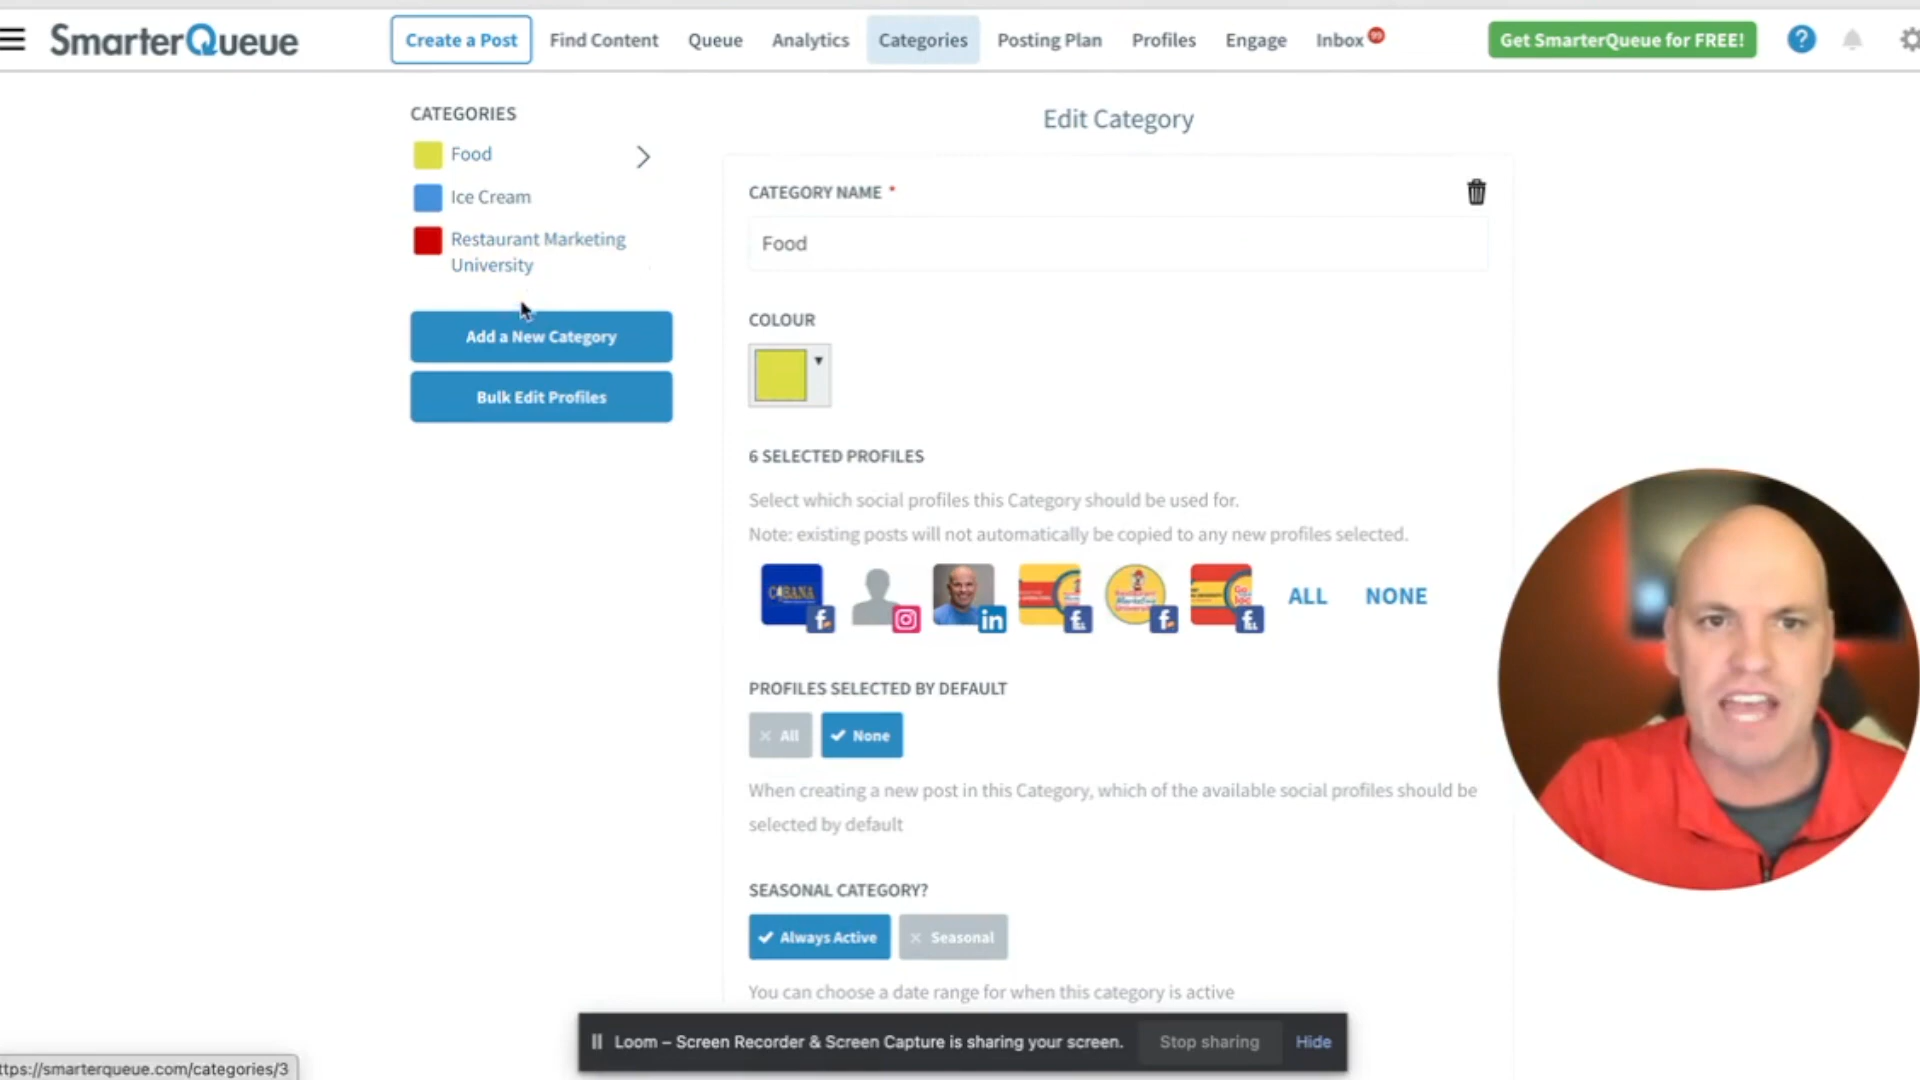 SmarterQueue
Create a Post
Find Content
Queue
Analytics
Categories
Posting Plan
Profiles
Engage
Inbox 99
Get SmarterQueue for FREE!
?
CATEGORIES
Food
Ice Cream
Restaurant Marketing
University
Add a New Category
Bulk Edit Profiles
Edit Category
CATEGORY NAME *
Food
COLOUR
6 SELECTED PROFILES
Select which social profiles this Category should be used for.
Note: existing posts will not automatically be copied to any new profiles selected.
ALL
NONE
PROFILES SELECTED BY DEFAULT
All
None
When creating a new post in this Category, which of the available social profiles should be
selected by default
SEASONAL CATEGORY?
Always Active
Seasonal
You can choose a date range for when this category is active
Loom – Screen Recorder & Screen Capture is sharing your screen.
Stop sharing
Hide
ttps://smarterqueue.com/categories/3